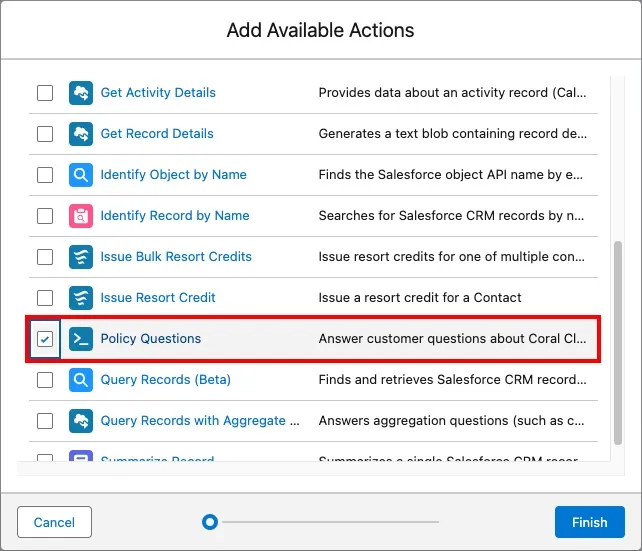 Add Available Actions
Get Activity Details Provides data about an activity record (Cal...
Get Record Details Generates a text blob containing record de...
Identify Object by Name Finds the Salesforce object API name by e...
Identify Record by Name Searches for Salesforce CRM records by n...
Issue Bulk Resort Credits Issue resort credits for one of multiple con...
Issue Resort Credit Issue a resort credit for a Contact
Policy Questions Answer customer questions about Coral Cl...
Query Records (Beta) Finds and retrieves Salesforce CRM record...
Query Records with Aggregate ... Answers aggregation questions (such as c...
Summarize Record Summarizes a single Salesforce CRM recor...
Cancel Finish